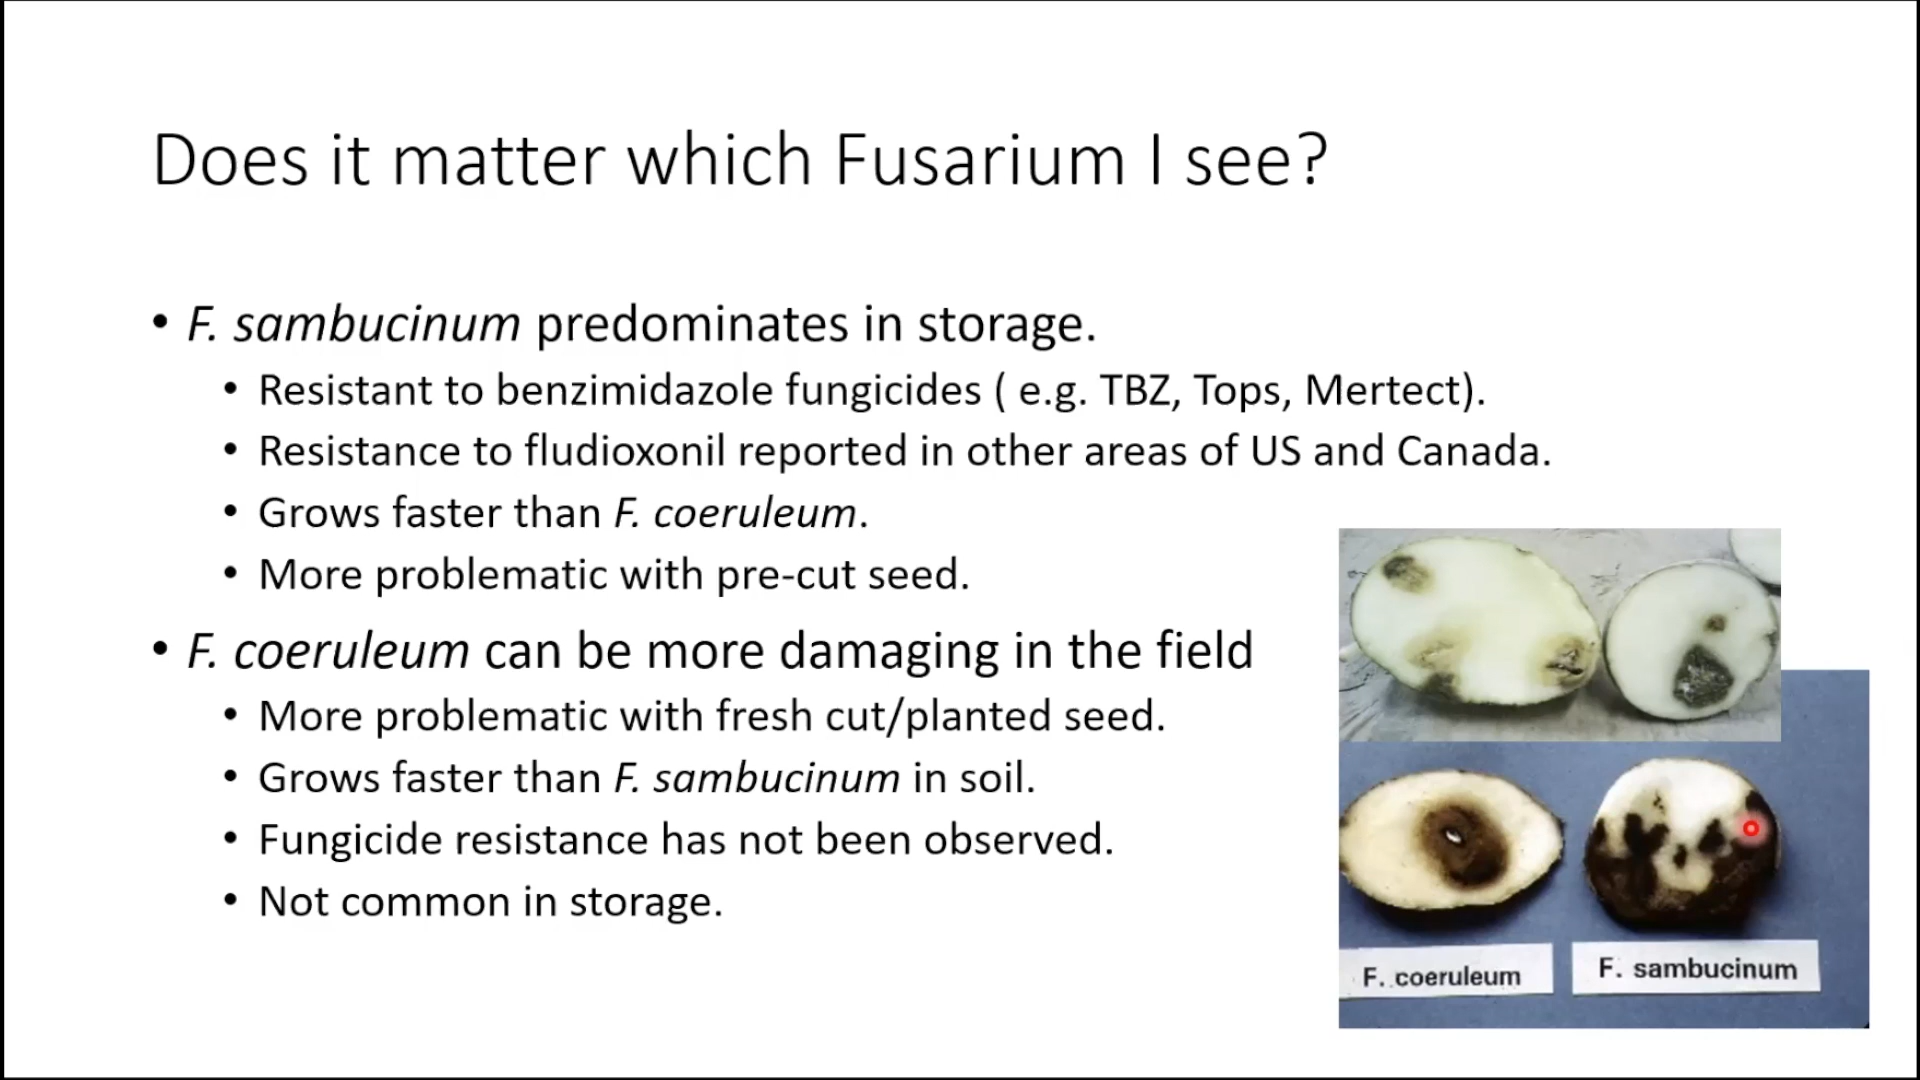 Does it matter which Fusarium I see?
• F. sambucinum predominates in storage.
• Resistant to benzimidazole fungicides ( e.g. TBZ, Tops, Mertect).
• Resistance to fludioxonil reported in other areas of US and Canada.
• Grows faster than F. coeruleum.
• More problematic with pre-cut seed.
• F. coeruleum can be more damaging in the field
• More problematic with fresh cut/planted seed.
• Grows faster than F. sambucinum in soil.
• Fungicide resistance has not been observed.
• Not common in storage.
F. coeruleum
F. sambucinum